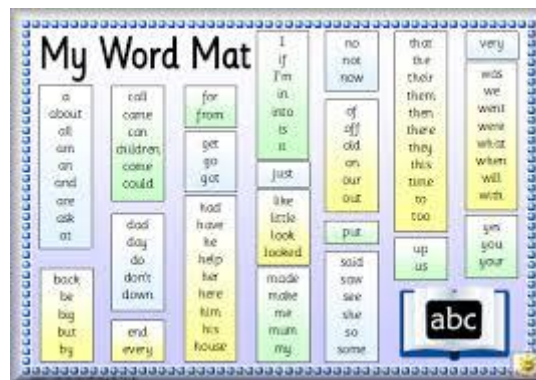 My Word Mat
a
about
all
am
an
and
are
ask
at
back
be
big
but
by
call
came
can
children
come
could
dad
day
do
don't
down
end
every
for
from
get
go
got
had
have
he
help
her
here
him
his
house
I
if
I'm
in
into
is
it
just
like
little
look
looked
made
make
me
mum
my
no
not
now
of
off
old
on
our
out
put
said
saw
see
she
so
some
that
the
their
them
then
there
they
this
time
to
too
up
us
very
was
we
went
were
what
when
will
with
yes
you
your
abc